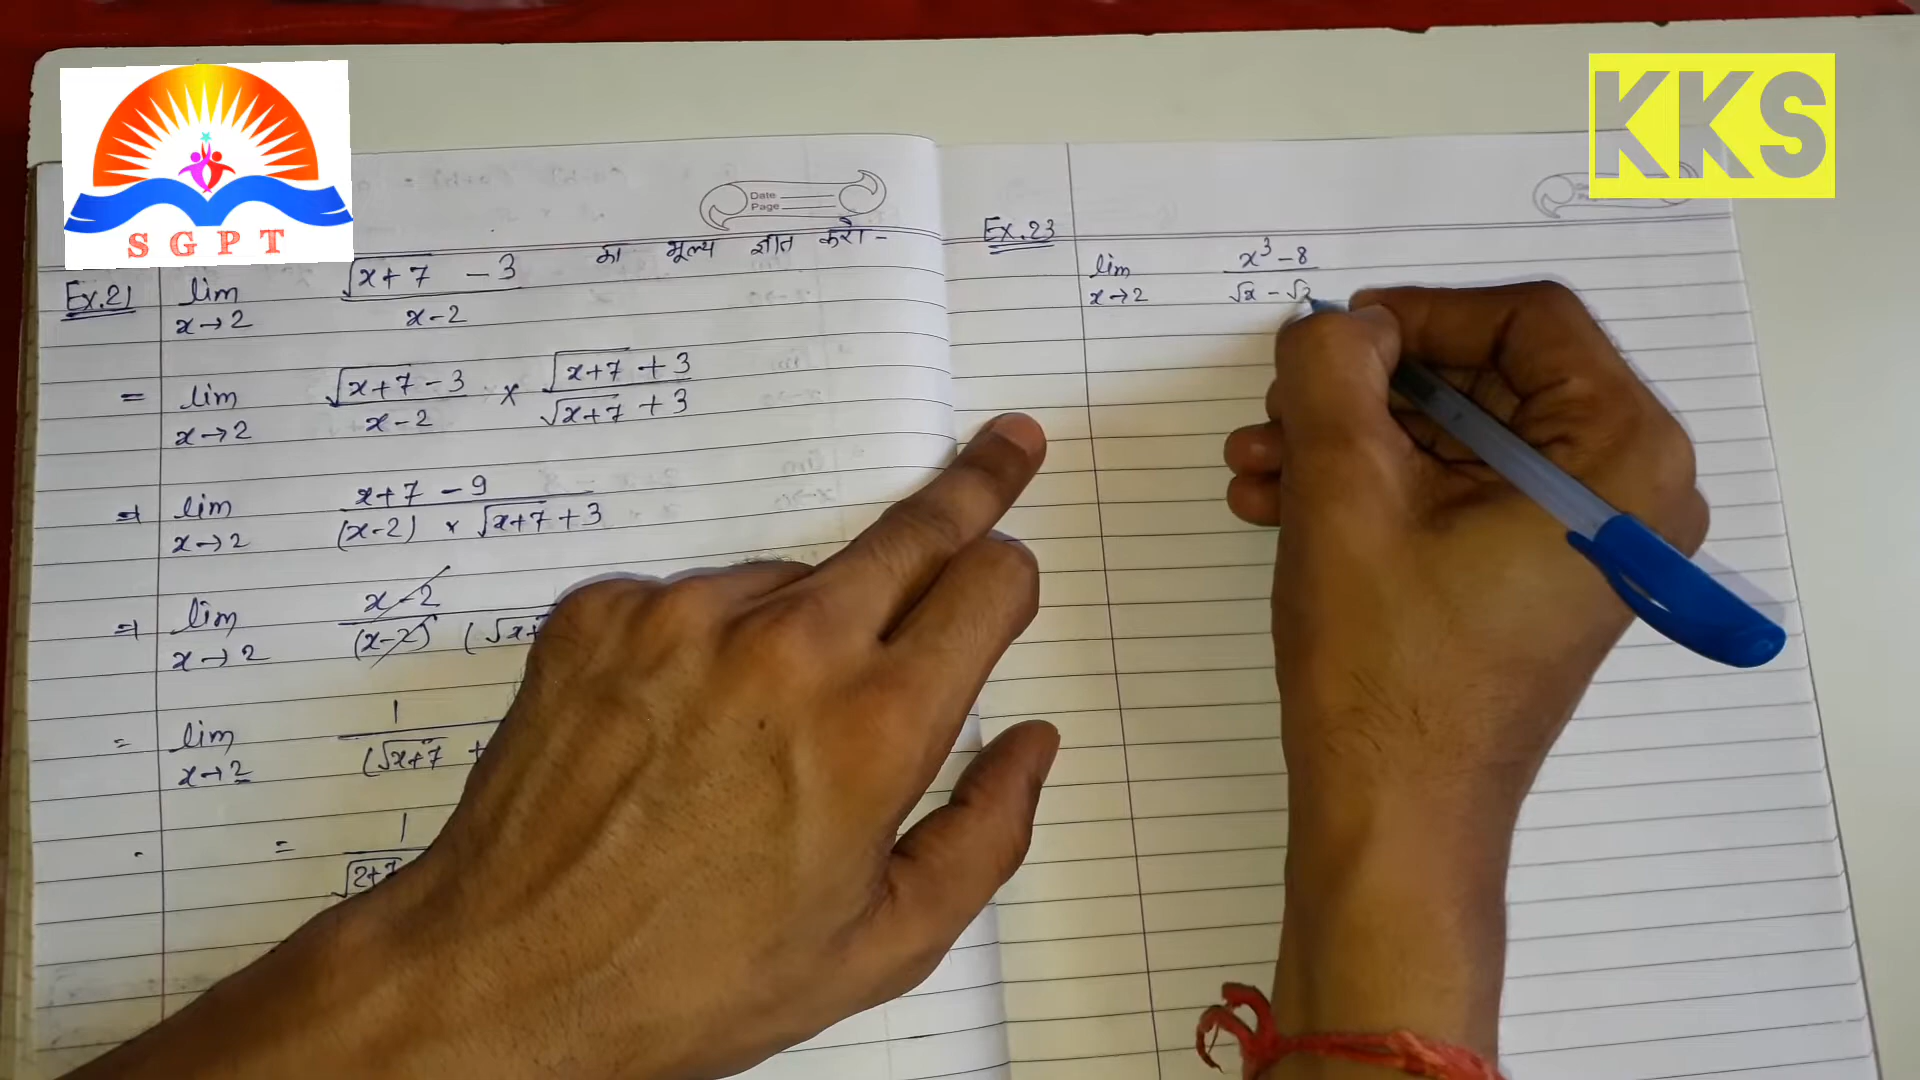 SGPT
KKS
Date
Page
का मूल्य ज्ञात करो -
Ex.21 lim x→2 √x+7 - 3 / x-2
= lim x→2 √x+7 - 3 / x-2 × √x+7 + 3 / √x+7 + 3
⇒ lim x→2 x+7 - 9 / (x-2) × √x+7 + 3
⇒ lim x→2 x-2 / (x-2) (√x+
= lim x→2 1 / (√x+7 +
= 1 / √2+7
Ex.23
lim x→2 x³-8 / √x - √2